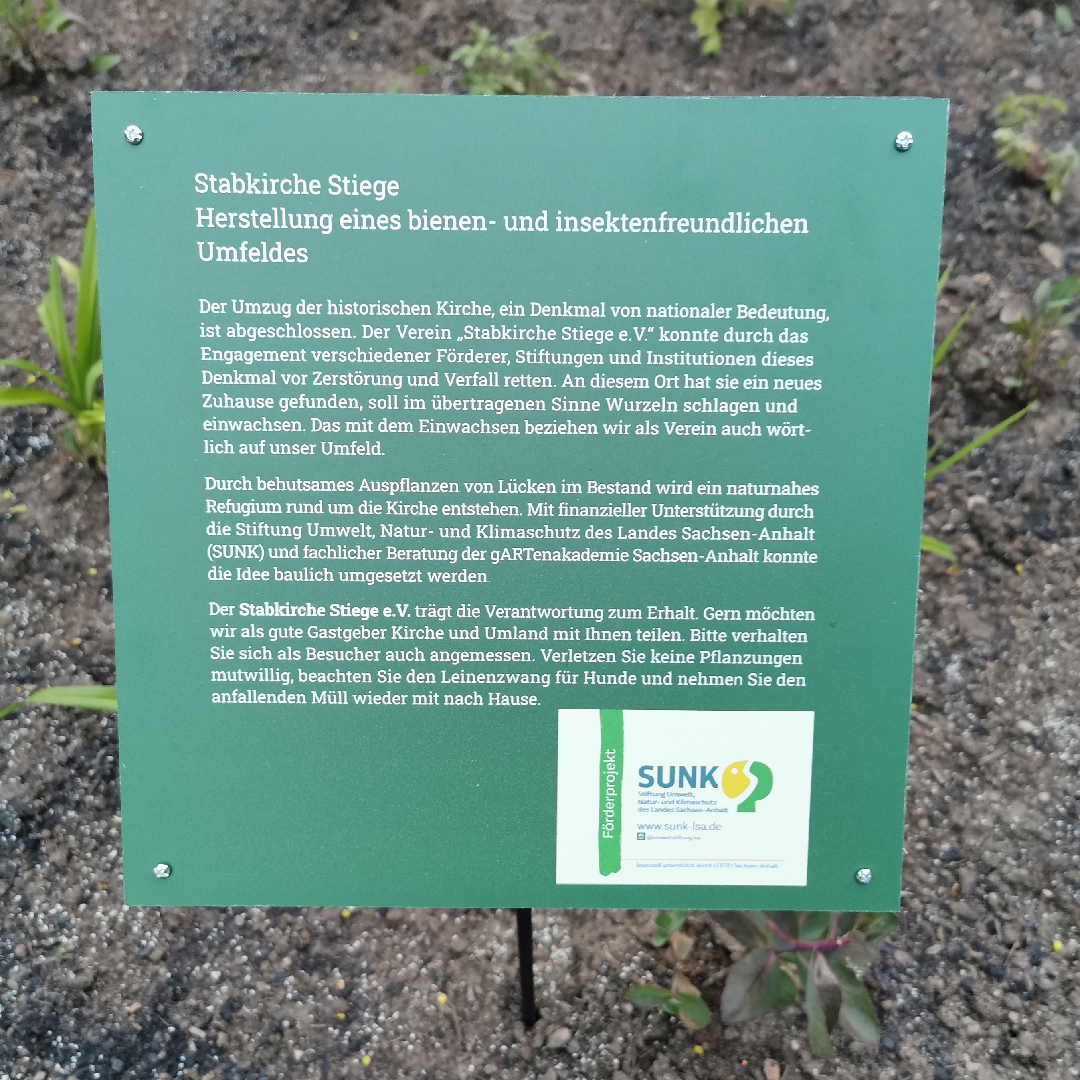 Stabkirche Stiege
Herstellung eines bienen- und insektenfreundlichen
Umfeldes
Der Umzug der historischen Kirche, ein Denkmal von nationaler Bedeutung,
ist abgeschlossen. Der Verein „Stabkirche Stiege e.V.“ konnte durch das
Engagement verschiedener Förderer, Stiftungen und Institutionen dieses
Denkmal vor Zerstörung und Verfall retten. An diesem Ort hat sie ein neues
Zuhause gefunden, soll im übertragenen Sinne Wurzeln schlagen und
einwachsen. Das mit dem Einwachsen beziehen wir als Verein auch wört-
lich auf unser Umfeld.
Durch behutsames Auspflanzen von Lücken im Bestand wird ein naturnahes
Refugium rund um die Kirche entstehen. Mit finanzieller Unterstützung durch
die Stiftung Umwelt, Natur- und Klimaschutz des Landes Sachsen-Anhalt
(SUNK) und fachlicher Beratung der gARTenakademie Sachsen-Anhalt konnte
die Idee baulich umgesetzt werden.
Der Stabkirche Stiege e.V. trägt die Verantwortung zum Erhalt. Gern möchten
wir als gute Gastgeber Kirche und Umland mit Ihnen teilen. Bitte verhalten
Sie sich als Besucher auch angemessen. Verletzen Sie keine Pflanzungen
mutwillig, beachten Sie den Leinenzwang für Hunde und nehmen Sie den
anfallenden Müll wieder mit nach Hause.
Förderprojekt
SUNK
Stiftung Umwelt,
Natur- und Klimaschutz
des Landes Sachsen-Anhalt
www.sunk-lsa.de
finanziell unterstützt durch LOTTO Sachsen-Anhalt